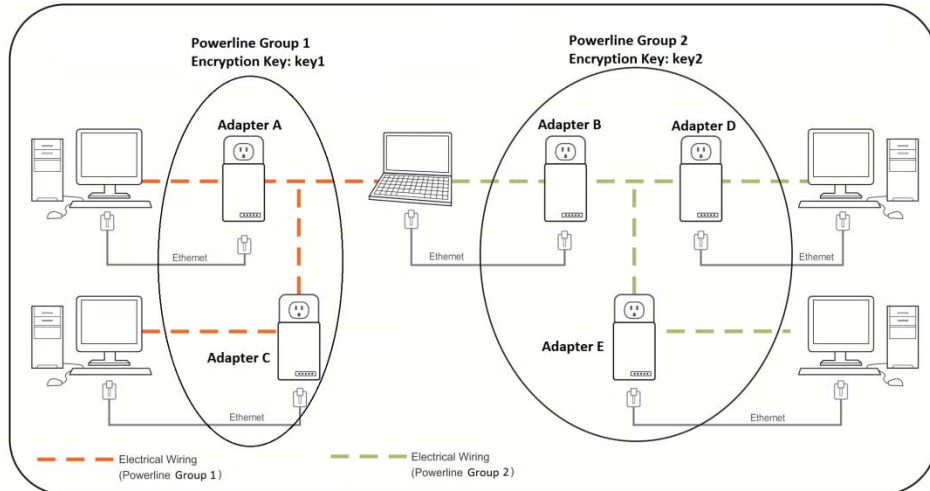 Powerline Group 1
Encryption Key: key1
Powerline Group 2
Encryption Key: key2
Adapter A
Adapter B
Adapter D
Ethernet
Ethernet
Ethernet
Adapter C
Adapter E
Ethernet
Ethernet
Electrical Wiring
(Powerline Group 1)
Electrical Wiring
(Powerline Group 2)